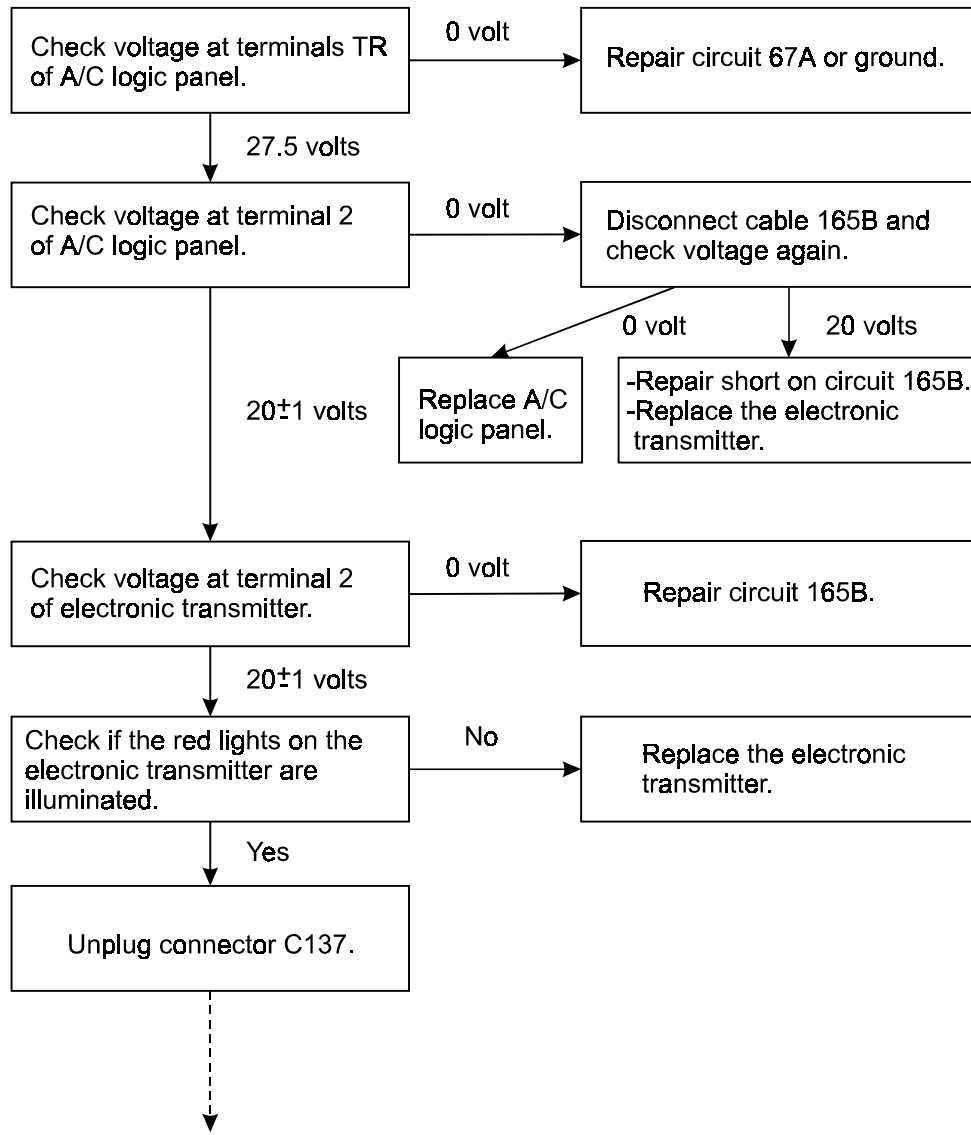 Check voltage at terminals TR
of A/C logic panel.
0 volt
Repair circuit 67A or ground.
27.5 volts
Check voltage at terminal 2
of A/C logic panel.
0 volt
Disconnect cable 165B and
check voltage again.
0 volt
20 volts
Replace A/C
logic panel.
-Repair short on circuit 165B.
-Replace the electronic
transmitter.
20±1 volts
Check voltage at terminal 2
of electronic transmitter.
0 volt
Repair circuit 165B.
20±1 volts
Check if the red lights on the
electronic transmitter are
illuminated.
No
Replace the electronic
transmitter.
Yes
Unplug connector C137.